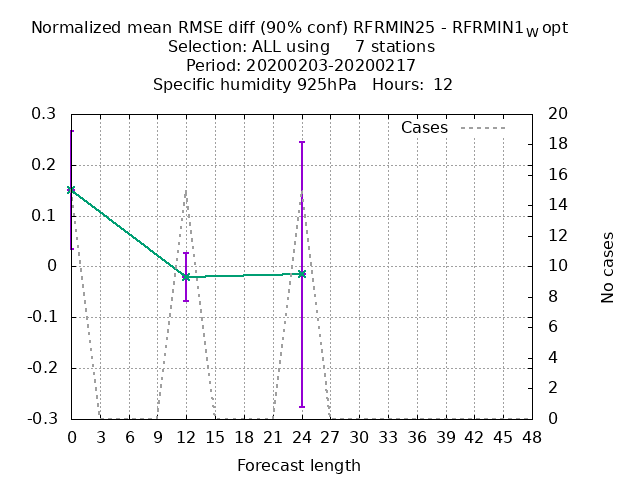 Normalized mean RMSE diff (90% conf) RFRMIN25 - RFRMIN1W opt
Selection: ALL using 7 stations
Period: 20200203-20200217
Specific humidity 925hPa Hours: 12
Cases
0.3
0.2
0.1
0
-0.1
-0.2
-0.3
20
18
16
14
12
10
8
6
4
2
0
No cases
0 3 6 9 12 15 18 21 24 27 30 33 36 39 42 45 48
Forecast length